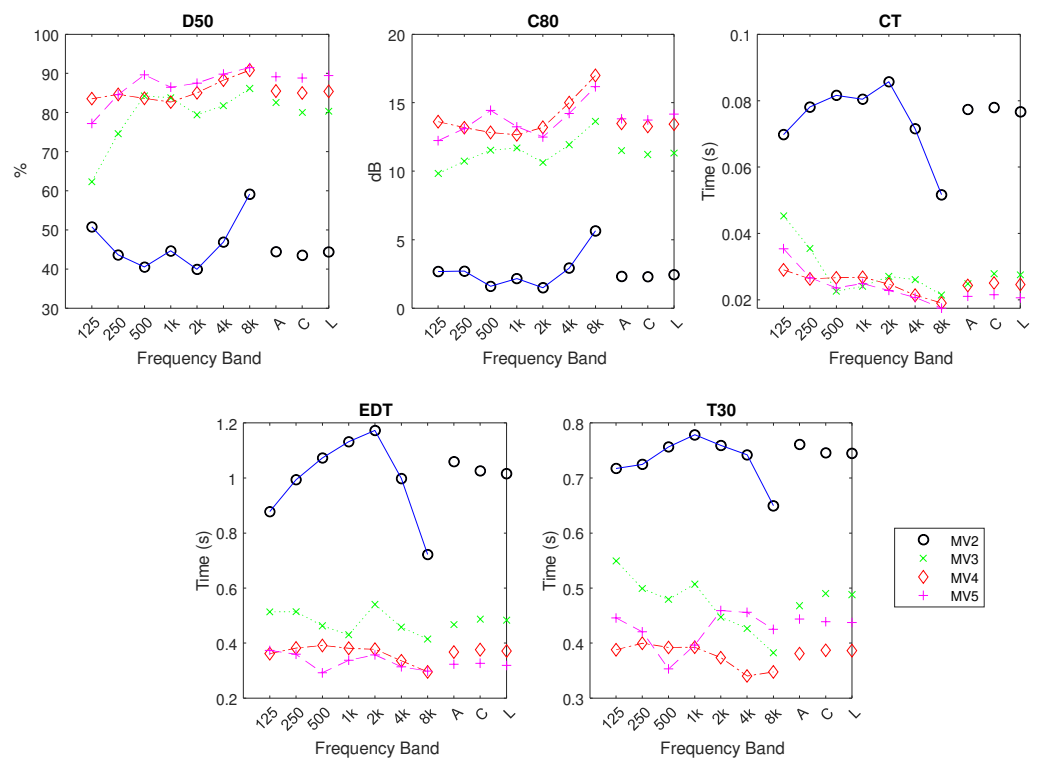 D50
100
90
80
70
60
50
40
30
%
125
250
500
1k
2k
4k
8k
A
C
L
Frequency Band
C80
20
15
10
5
0
dB
125
250
500
1k
2k
4k
8k
A
C
L
Frequency Band
CT
0.1
0.08
0.06
0.04
0.02
Time (s)
125
250
500
1k
2k
4k
8k
A
C
L
Frequency Band
EDT
1.2
1
0.8
0.6
0.4
0.2
Time (s)
125
250
500
1k
2k
4k
8k
A
C
L
Frequency Band
T30
0.8
0.7
0.6
0.5
0.4
0.3
Time (s)
125
250
500
1k
2k
4k
8k
A
C
L
Frequency Band
MV2
MV3
MV4
MV5